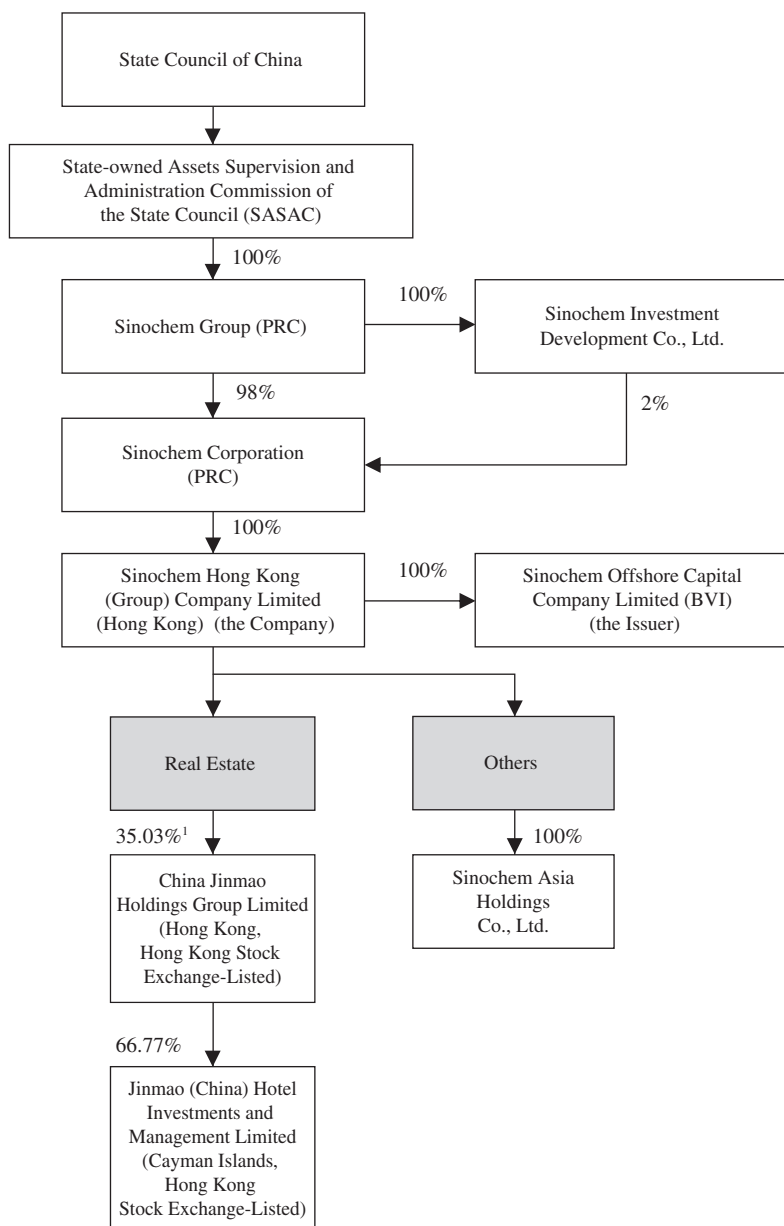 State Council of China
State-owned Assets Supervision and
Administration Commission of
the State Council (SASAC)
100%
Sinochem Group (PRC)
100%
Sinochem Investment
Development Co., Ltd.
98%
2%
Sinochem Corporation
(PRC)
100%
Sinochem Hong Kong
(Group) Company Limited
(Hong Kong) (the Company)
100%
Sinochem Offshore Capital
Company Limited (BVI)
(the Issuer)
Real Estate
Others
35.03%¹
100%
China Jinmao
Holdings Group Limited
(Hong Kong,
Hong Kong Stock
Exchange-Listed)
Sinochem Asia
Holdings
Co., Ltd.
66.77%
Jinmao (China) Hotel
Investments and
Management Limited
(Cayman Islands,
Hong Kong
Stock Exchange-Listed)